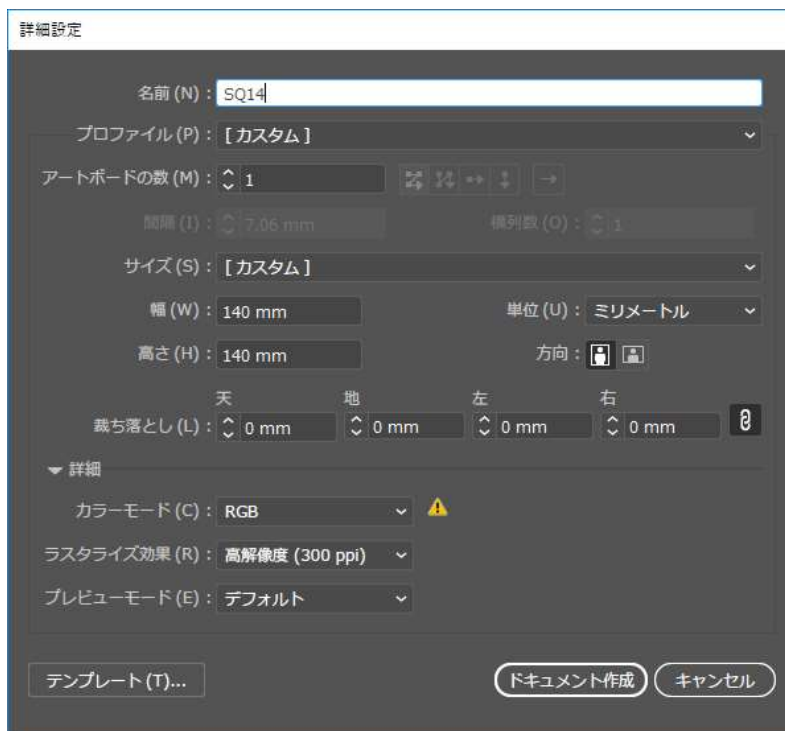 詳細設定
名前(N) : SQ14
プロファイル(P) : [カスタム]
アートボードの数(M) : 1
間隔(I) : 7.06 mm 横列数(O) : 1
サイズ(S) : [カスタム]
幅(W) : 140 mm 単位(U) : ミリメートル
高さ(H) : 140 mm 方向 :
天 地 左 右
裁ち落とし(L) : 0 mm 0 mm 0 mm 0 mm
詳細
カラーモード(C) : RGB
ラスタライズ効果(R) : 高解像度 (300 ppi)
プレビューモード(E) : デフォルト
テンプレート(T)... ドキュメント作成 キャンセル